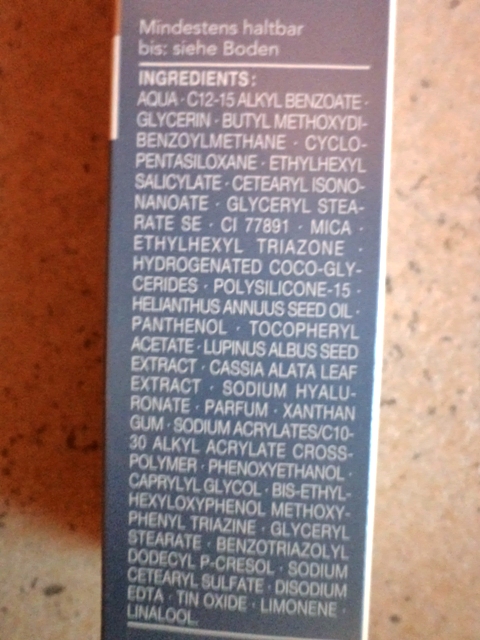 Mindestens haltbar
bis: siehe Boden
INGREDIENTS:
AQUA · C12-15 ALKYL BENZOATE ·
GLYCERIN · BUTYL METHOXYDI-
BENZOYLMETHANE · CYCLO-
PENTASILOXANE · ETHYLHEXYL
SALICYLATE · CETEARYL ISONO-
NANOATE · GLYCERYL STEA-
RATE SE · CI 77891 · MICA ·
ETHYLHEXYL TRIAZONE ·
HYDROGENATED COCO-GLY-
CERIDES · POLYSILICONE-15 ·
HELIANTHUS ANNUUS SEED OIL ·
PANTHENOL · TOCOPHERYL
ACETATE · LUPINUS ALBUS SEED
EXTRACT · CASSIA ALATA LEAF
EXTRACT · SODIUM HYALU-
RONATE · PARFUM · XANTHAN
GUM · SODIUM ACRYLATES/C10-
30 ALKYL ACRYLATE CROSS-
POLYMER · PHENOXYETHANOL ·
CAPRYLYL GLYCOL · BIS-ETHYL-
HEXYLOXYPHENOL METHOXY-
PHENYL TRIAZINE · GLYCERYL
STEARATE · BENZOTRIAZOLYL
DODECYL P-CRESOL · SODIUM
CETEARYL SULFATE · DISODIUM
EDTA · TIN OXIDE · LIMONENE ·
LINALOOL.